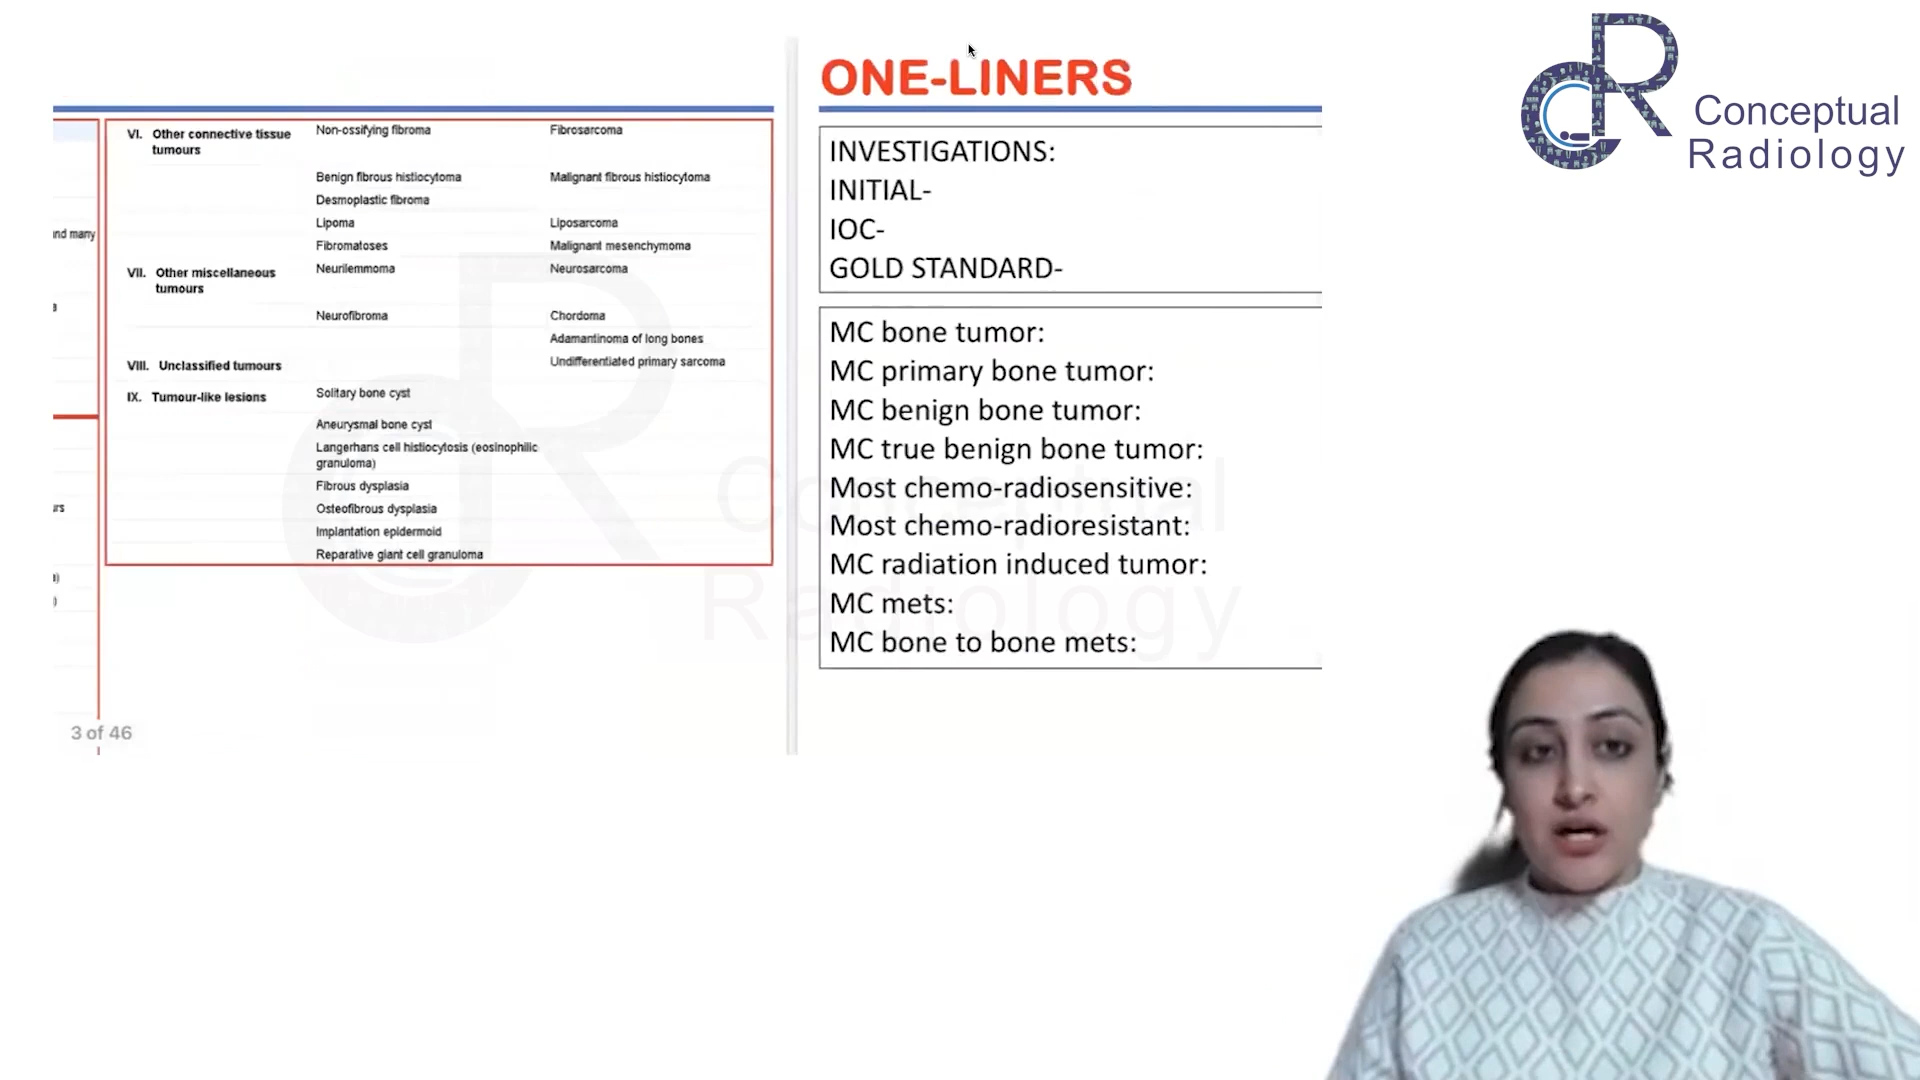 Conceptual
Radiology
ONE-LINERS
VI. Other connective tissue tumours
Non-ossifying fibroma
Fibrosarcoma
Benign fibrous histiocytoma
Malignant fibrous histiocytoma
Desmoplastic fibroma
Lipoma
Liposarcoma
Fibromatoses
Malignant mesenchymoma
VII. Other miscellaneous tumours
Neurilemmoma
Neurosarcoma
Neurofibroma
Chordoma
Adamantinoma of long bones
VIII. Unclassified tumours
Undifferentiated primary sarcoma
IX. Tumour-like lesions
Solitary bone cyst
Aneurysmal bone cyst
Langerhans cell histiocytosis (eosinophilic
granuloma)
Fibrous dysplasia
Osteofibrous dysplasia
Implantation epidermoid
Reparative giant cell granuloma
many
3 of 46
INVESTIGATIONS:
INITIAL-
IOC-
GOLD STANDARD-
MC bone tumor:
MC primary bone tumor:
MC benign bone tumor:
MC true benign bone tumor:
Most chemo-radiosensitive:
Most chemo-radioresistant:
MC radiation induced tumor:
MC mets:
MC bone to bone mets:
Conceptual
Radiology